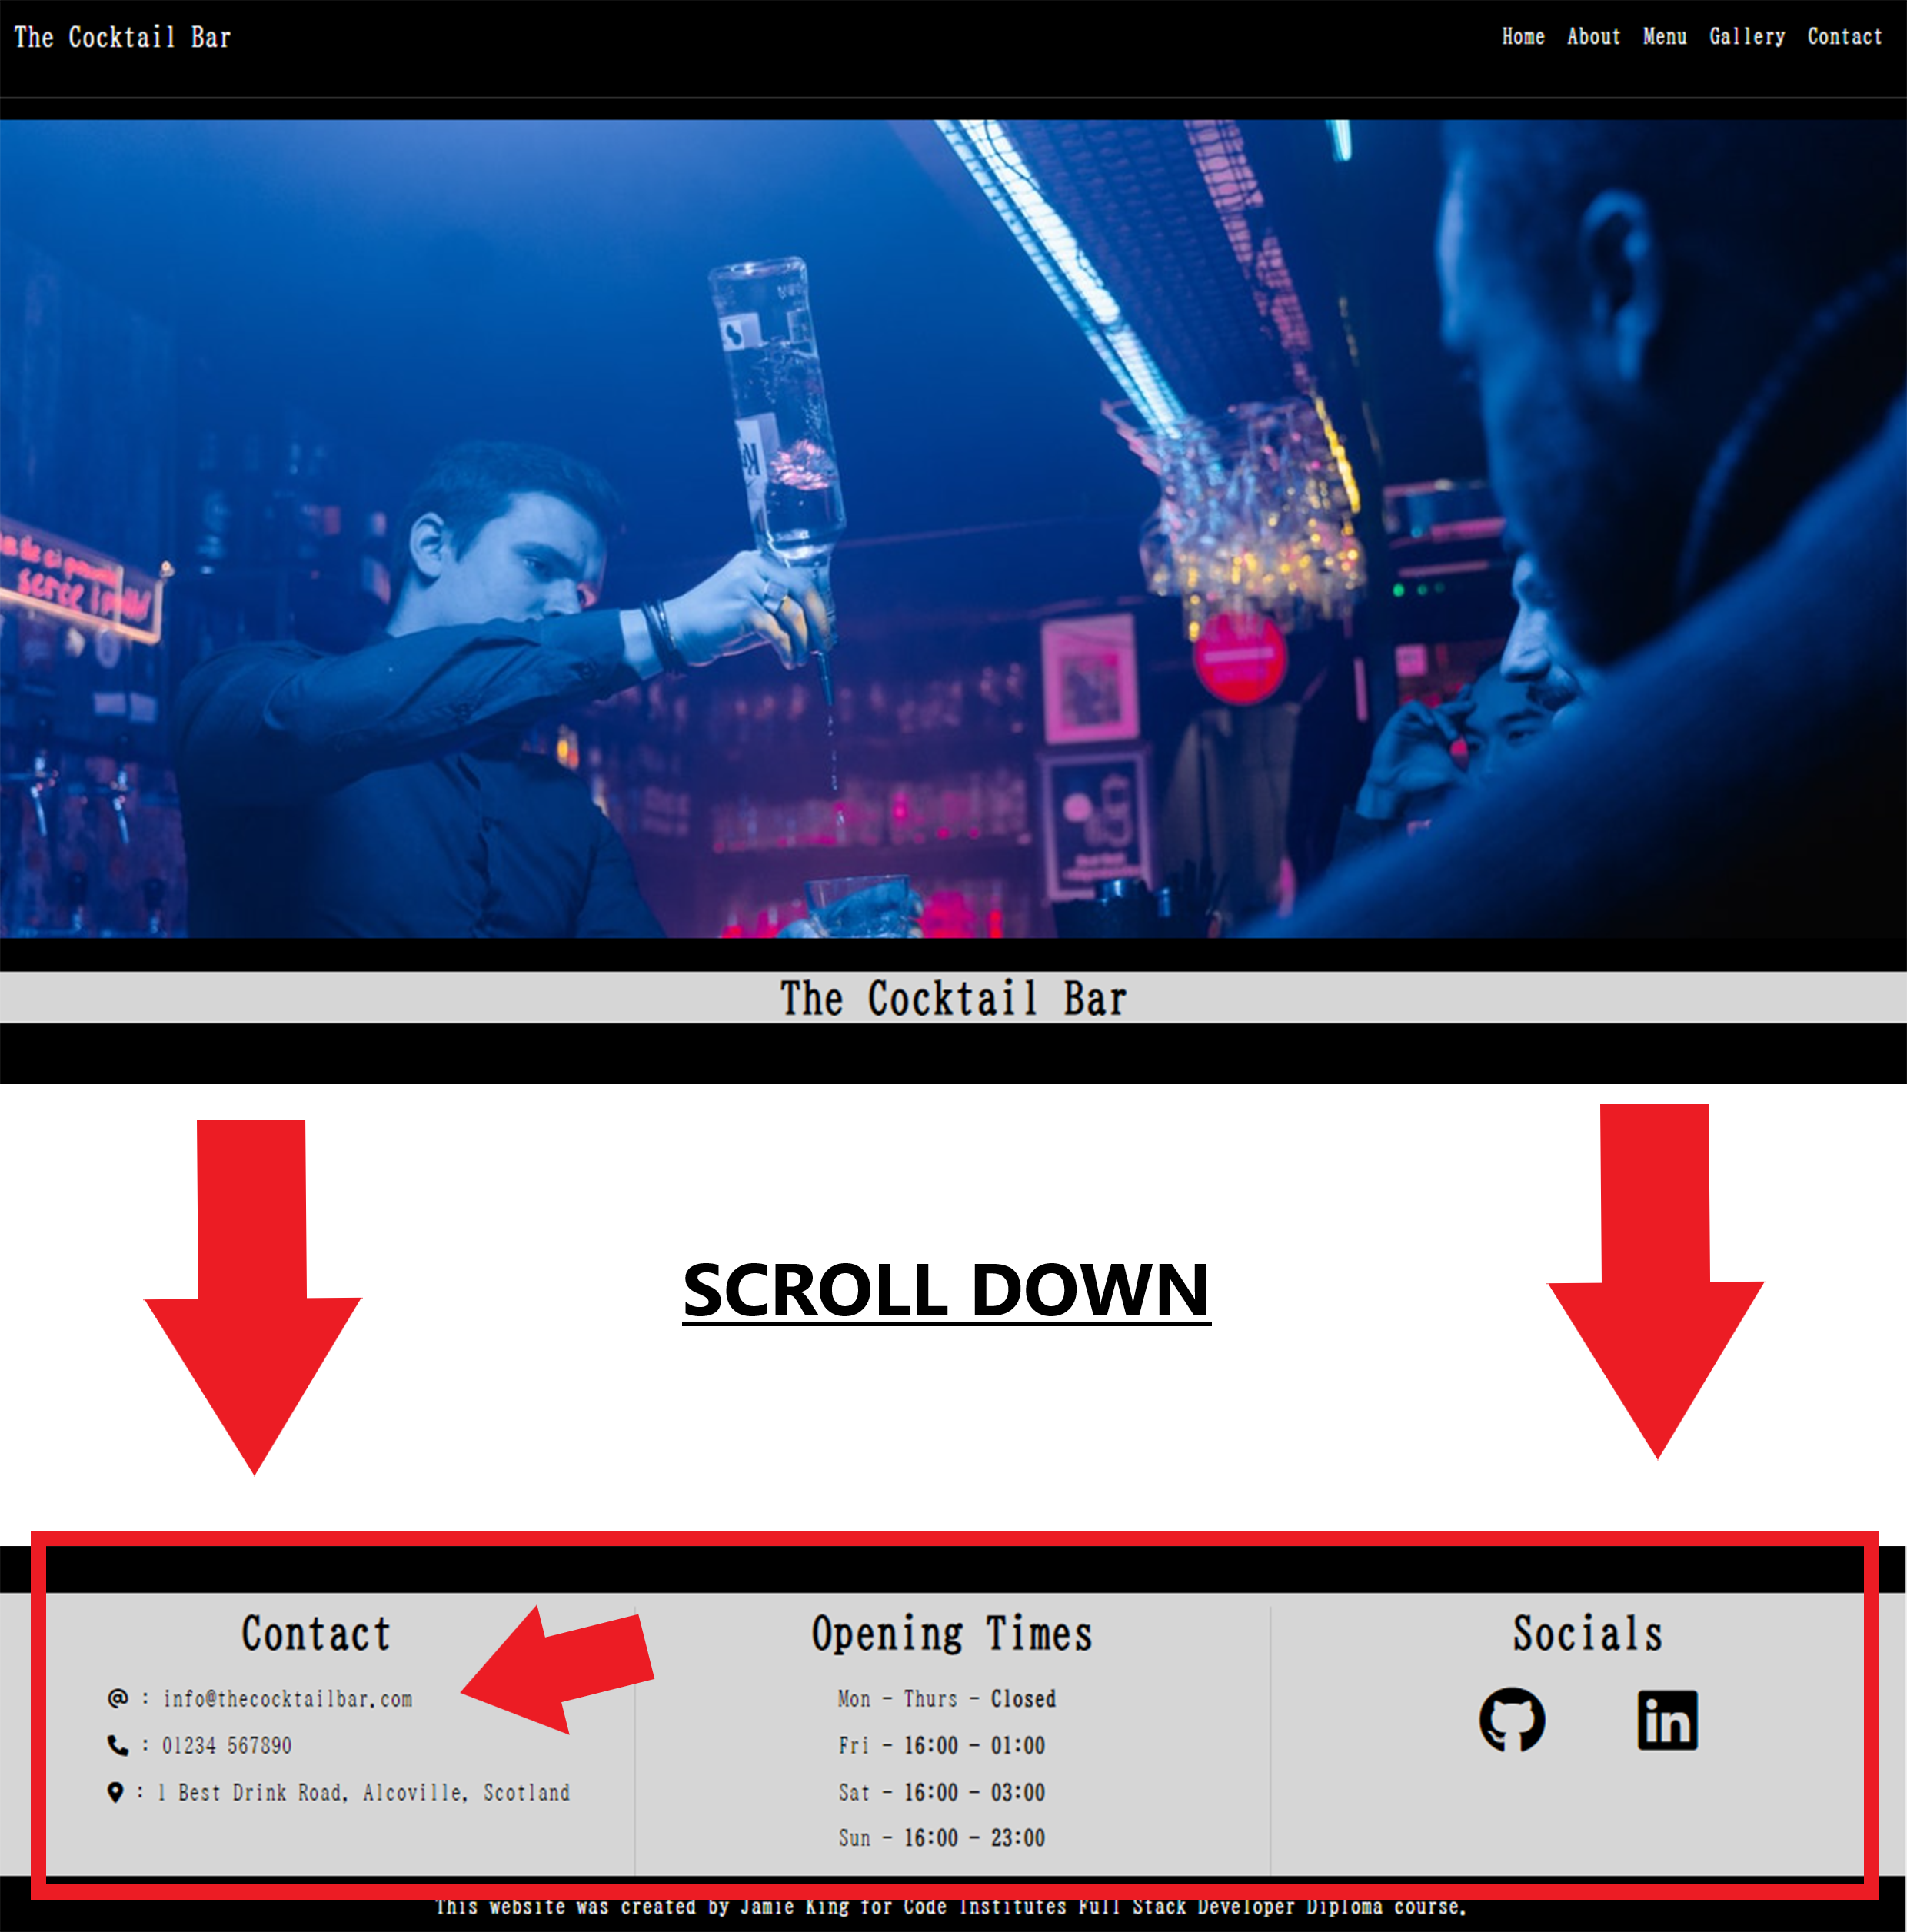 The Cocktail Bar
Home About Menu Gallery Contact
The Cocktail Bar
SCROLL DOWN
Contact
@ : info@thecocktailbar.com
: 01234 567890
: 1 Best Drink Road, Alcoville, Scotland
Opening Times
Mon - Thurs - Closed
Fri - 16:00 - 01:00
Sat - 16:00 - 03:00
Sun - 16:00 - 23:00
Socials
in
This website was created by Jamie King for Code Institutes Full Stack Developer Diploma course.